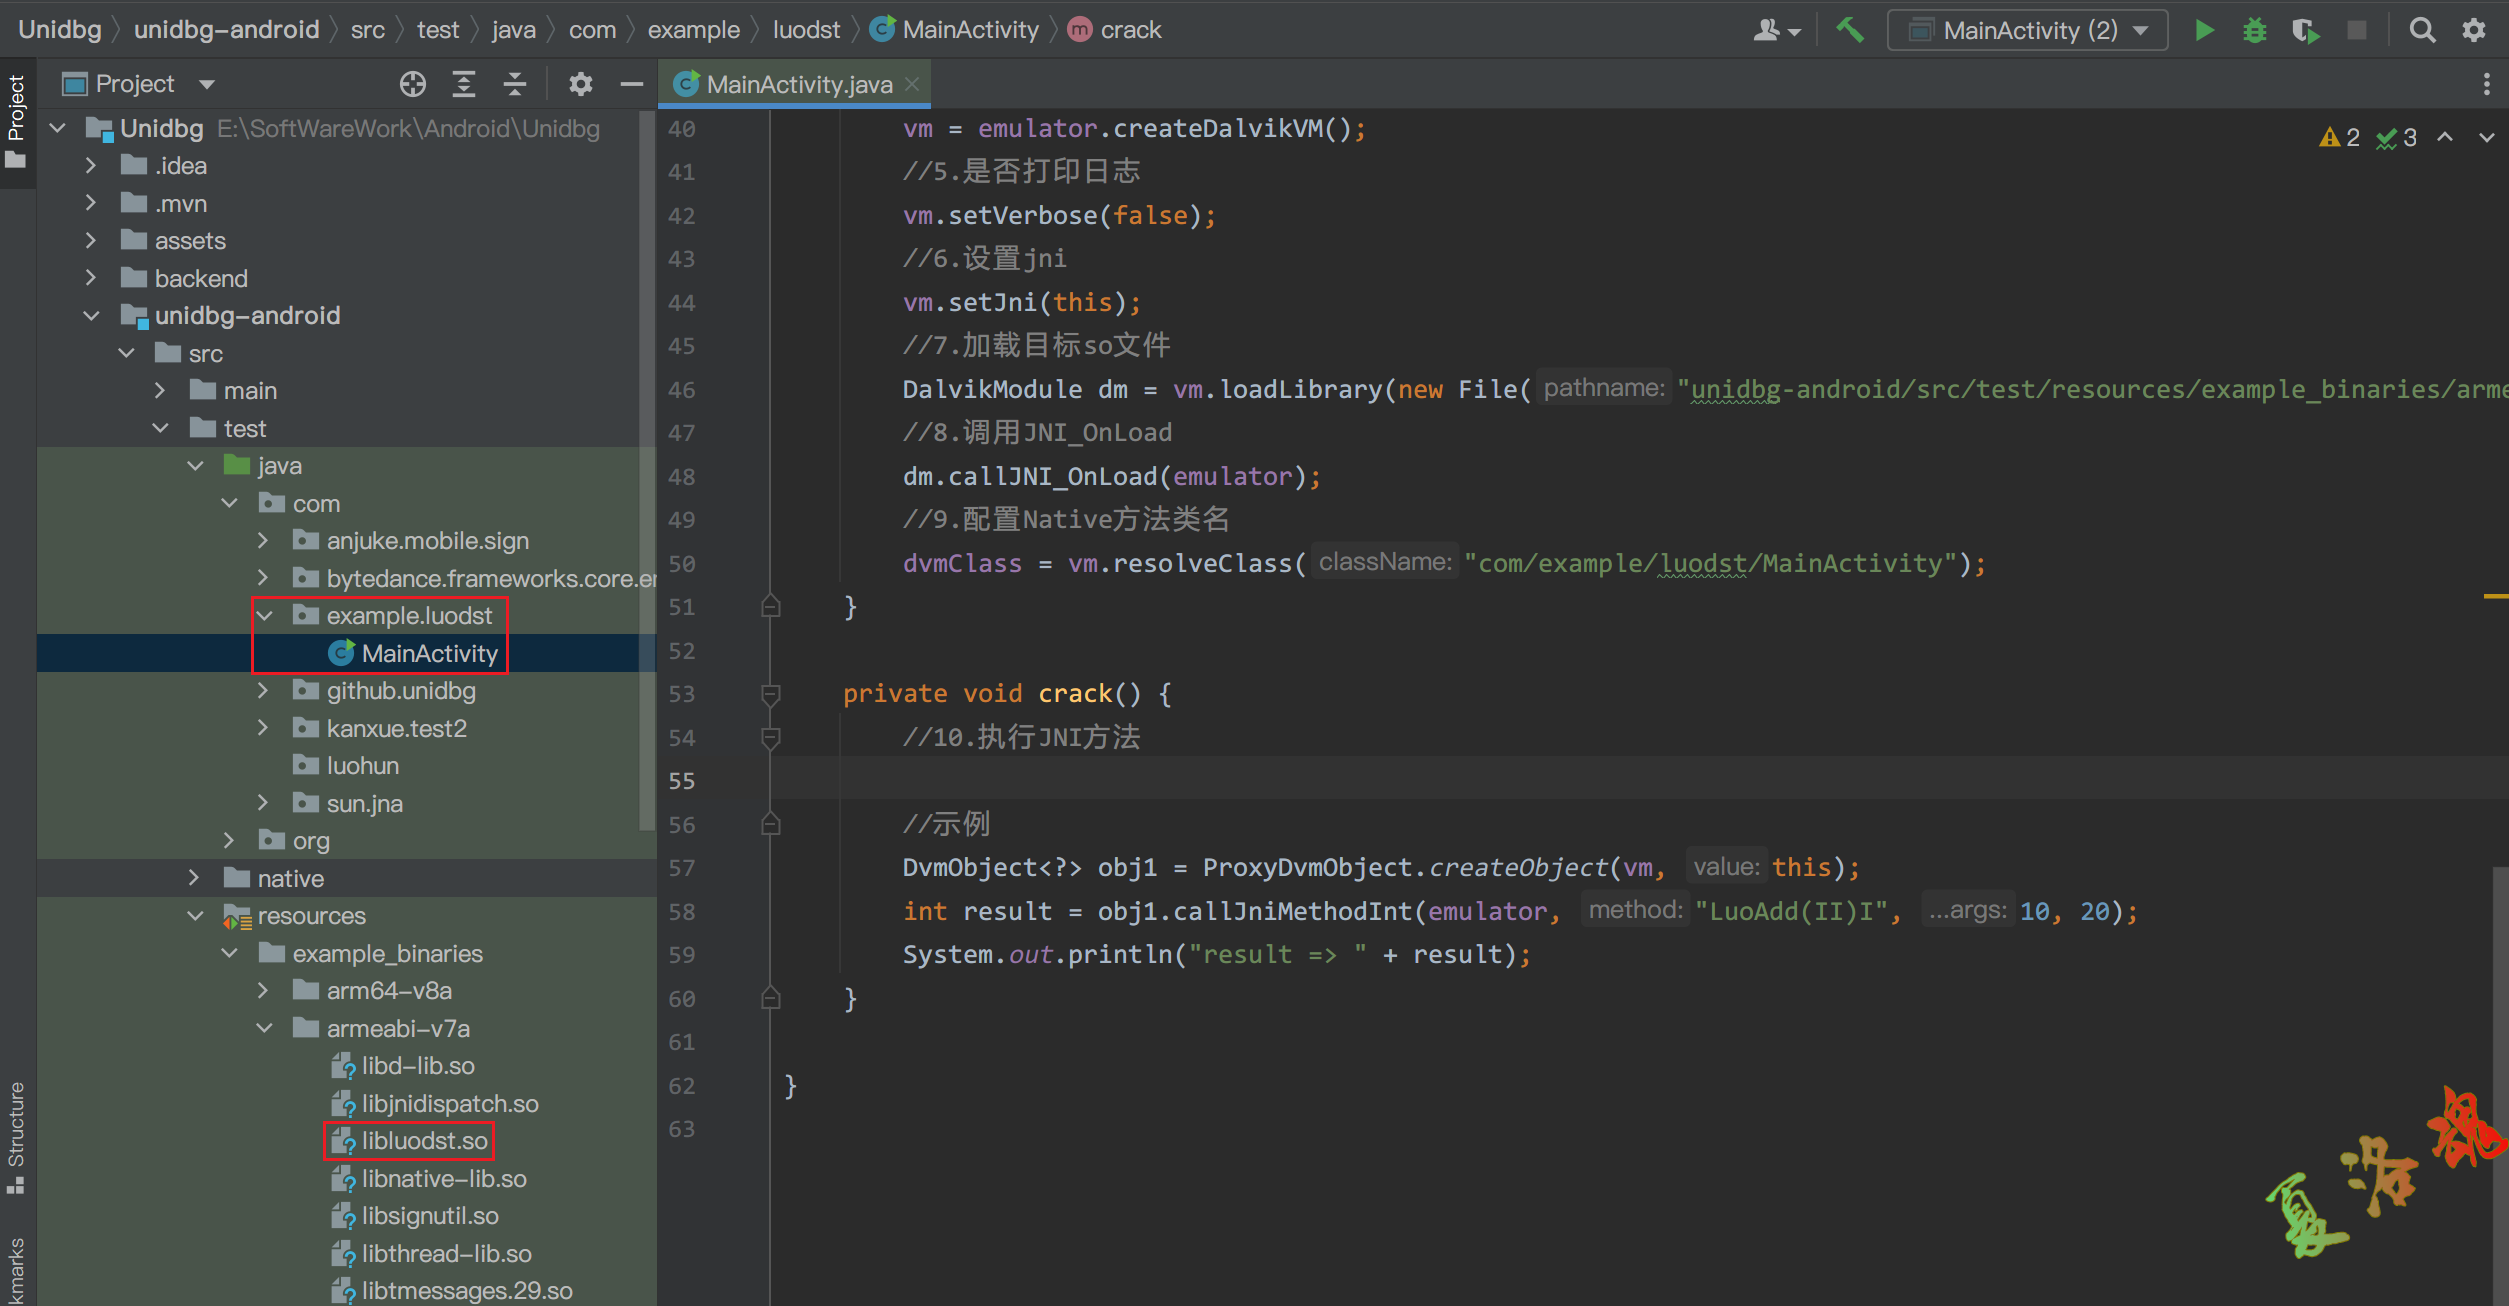 Unidbg unidbg-android src test java com example luodst MainActivity crack MainActivity (2)
Project
Project
Structure
kmarks
Unidbg E:\SoftWareWork\Android\Unidbg
.idea
.mvn
assets
backend
unidbg-android
src
main
test
java
com
anjuke.mobile.sign
bytedance.frameworks.core.er
example.luodst
MainActivity
github.unidbg
kanxue.test2
luohun
sun.jna
org
native
resources
example_binaries
arm64-v8a
armeabi-v7a
libd-lib.so
libjnidispatch.so
libluodst.so
libnative-lib.so
libsignutil.so
libthread-lib.so
libtmessages.29.so
MainActivity.java
2 3
40 vm = emulator.createDalvikVM();
41 //5.是否打印日志
42 vm.setVerbose(false);
43 //6.设置jni
44 vm.setJni(this);
45 //7.加载目标so文件
46 DalvikModule dm = vm.loadLibrary(new File( pathname: "unidbg-android/src/test/resources/example_binaries/arme
47 //8.调用JNI_OnLoad
48 dm.callJNI_OnLoad(emulator);
49 //9.配置Native方法类名
50 dvmClass = vm.resolveClass( className: "com/example/luodst/MainActivity");
51 }
52
53 private void crack() {
54 //10.执行JNI方法
55
56 //示例
57 DvmObject<?> obj1 = ProxyDvmObject.createObject(vm, value: this);
58 int result = obj1.callJniMethodInt(emulator, method: "LuoAdd(II)I", ...args: 10, 20);
59 System.out.println("result => " + result);
60 }
61
62 }
63
夏洛魂